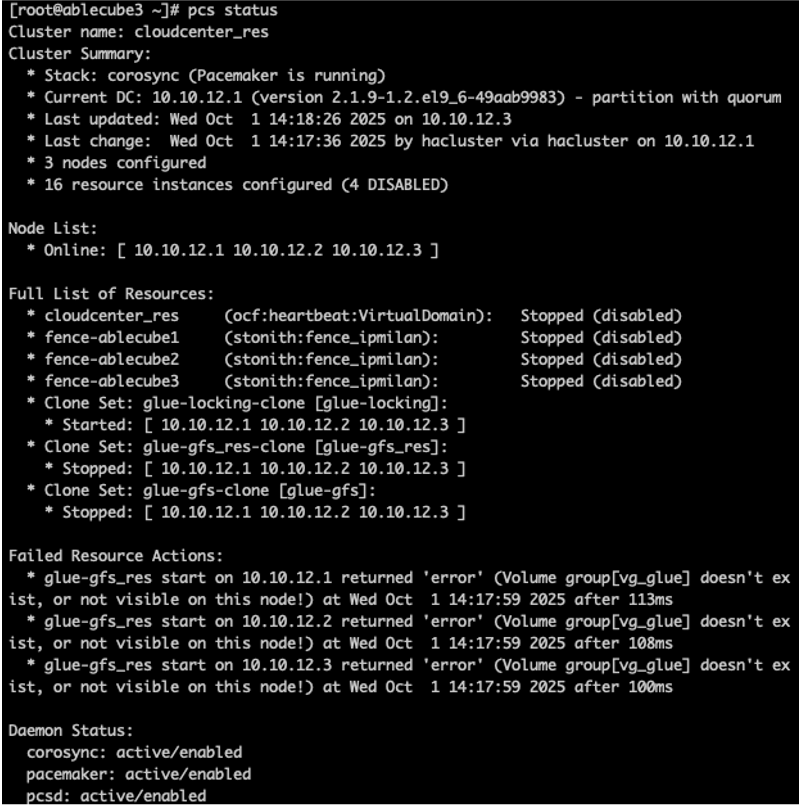 [root@ablecube3 ~]# pcs status
Cluster name: cloudcenter_res
Cluster Summary:
  * Stack: corosync (Pacemaker is running)
  * Current DC: 10.10.12.1 (version 2.1.9-1.2.el9_6-49aab9983) - partition with quorum
  * Last updated: Wed Oct  1 14:18:26 2025 on 10.10.12.3
  * Last change:  Wed Oct  1 14:17:36 2025 by hacluster via hacluster on 10.10.12.1
  * 3 nodes configured
  * 16 resource instances configured (4 DISABLED)

Node List:
  * Online: [ 10.10.12.1 10.10.12.2 10.10.12.3 ]

Full List of Resources:
  * cloudcenter_res     (ocf:heartbeat:VirtualDomain):   Stopped (disabled)
  * fence-ablecube1     (stonith:fence_ipmilan):         Stopped (disabled)
  * fence-ablecube2     (stonith:fence_ipmilan):         Stopped (disabled)
  * fence-ablecube3     (stonith:fence_ipmilan):         Stopped (disabled)
  * Clone Set: glue-locking-clone [glue-locking]:
    * Started: [ 10.10.12.1 10.10.12.2 10.10.12.3 ]
  * Clone Set: glue-gfs_res-clone [glue-gfs_res]:
    * Stopped: [ 10.10.12.1 10.10.12.2 10.10.12.3 ]
  * Clone Set: glue-gfs-clone [glue-gfs]:
    * Stopped: [ 10.10.12.1 10.10.12.2 10.10.12.3 ]

Failed Resource Actions:
  * glue-gfs_res start on 10.10.12.1 returned 'error' (Volume group[vg_glue] doesn't ex
ist, or not visible on this node!) at Wed Oct  1 14:17:59 2025 after 113ms
  * glue-gfs_res start on 10.10.12.2 returned 'error' (Volume group[vg_glue] doesn't ex
ist, or not visible on this node!) at Wed Oct  1 14:17:59 2025 after 108ms
  * glue-gfs_res start on 10.10.12.3 returned 'error' (Volume group[vg_glue] doesn't ex
ist, or not visible on this node!) at Wed Oct  1 14:17:59 2025 after 100ms

Daemon Status:
  corosync: active/enabled
  pacemaker: active/enabled
  pcsd: active/enabled